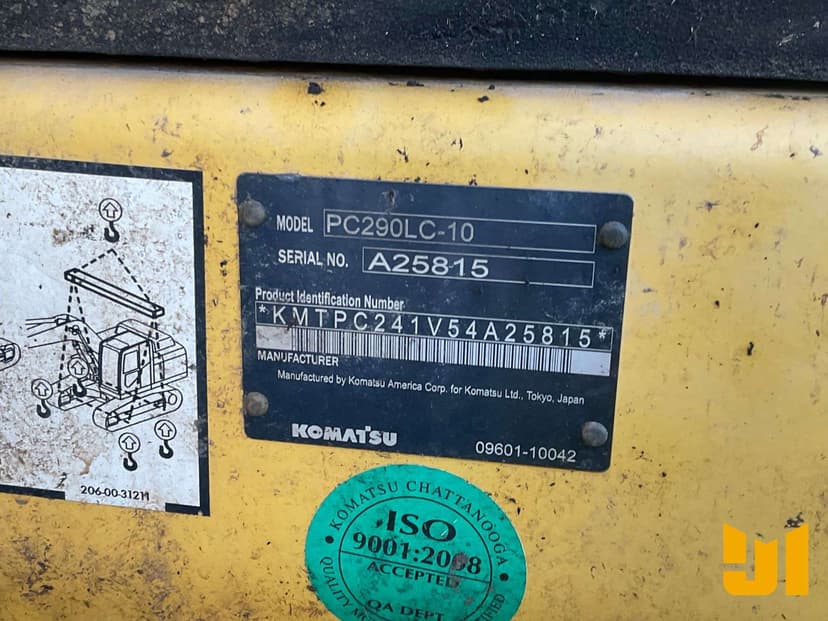 MODEL PC290LC-10
SERIAL NO. A25815
Product Identification Number
*KMTPC241V54A25815*
MANUFACTURER
Manufactured by Komatsu America Corp. for Komatsu Ltd., Tokyo, Japan
KOMATSU
09601-10042
206-00-31211
KOMATSU CHATTANOOGA
ISO
9001:2008
ACCEPTED
QA DEPT.
QUALITY